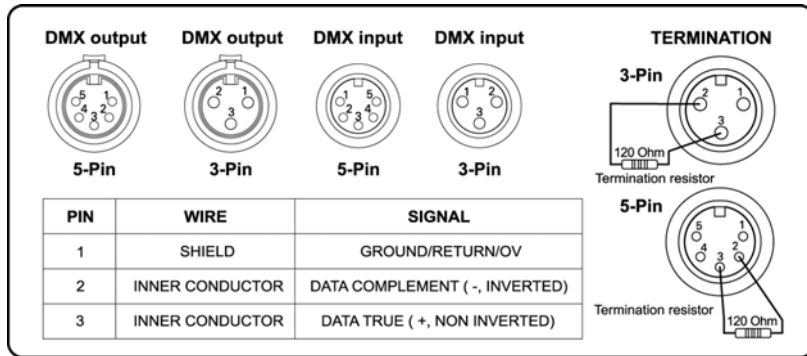 DMX output DMX output DMX input DMX input TERMINATION
3-Pin
5 1 4 2 3
2 1 3
1 5 2 4 3
1 2 3
2 1 3
5-Pin 3-Pin 5-Pin 3-Pin
120 Ohm
Termination resistor
5-Pin
5 1 4 2 3
PIN WIRE SIGNAL
1 SHIELD GROUND/RETURN/OV
2 INNER CONDUCTOR DATA COMPLEMENT ( -, INVERTED)
3 INNER CONDUCTOR DATA TRUE ( +, NON INVERTED)
Termination resistor
120 Ohm